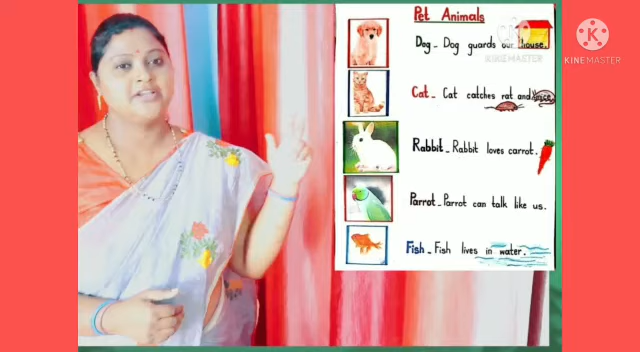 Pet Animals
Dog - Dog guards our house.
Cat - Cat catches rat and mice.
Rabbit - Rabbit loves carrot.
Parrot - Parrot can talk like us.
Fish - Fish lives in water.
KINEMASTER
KINEMASTER